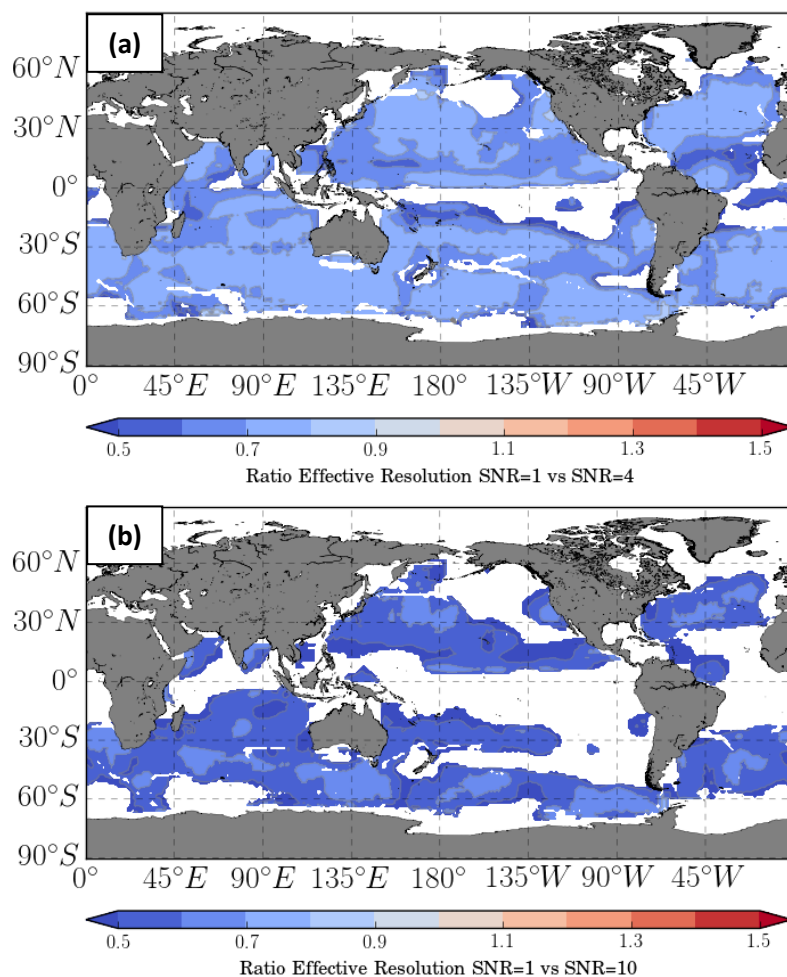 (a)
60°N
30°N
0°
30°S
60°S
90°S
0° 45°E 90°E 135°E 180° 135°W 90°W 45°W
0.5 0.7 0.9 1.1 1.3 1.5
Ratio Effective Resolution SNR=1 vs SNR=4
(b)
60°N
30°N
0°
30°S
60°S
90°S
0° 45°E 90°E 135°E 180° 135°W 90°W 45°W
0.5 0.7 0.9 1.1 1.3 1.5
Ratio Effective Resolution SNR=1 vs SNR=10